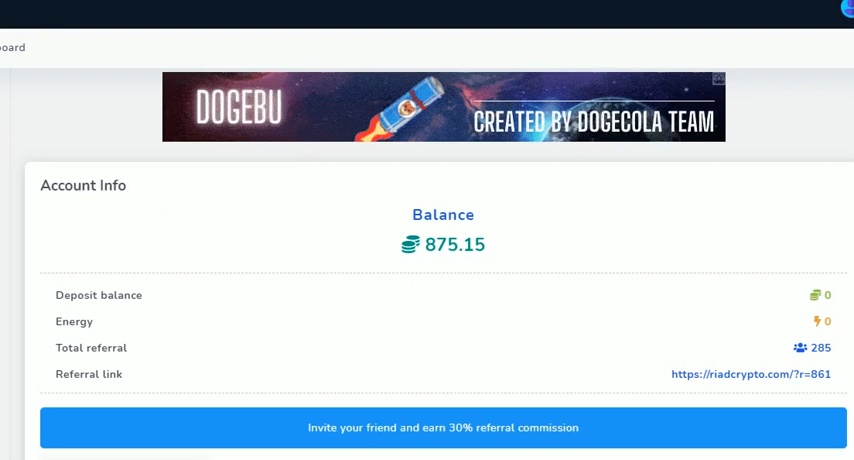 board
DOGEBU
CREATED BY DOGECOLA TEAM
Account Info
Balance
875.15
Deposit balance 0
Energy 0
Total referral 285
Referral link https://riadcrypto.com/?r=861
Invite your friend and earn 30% referral commission